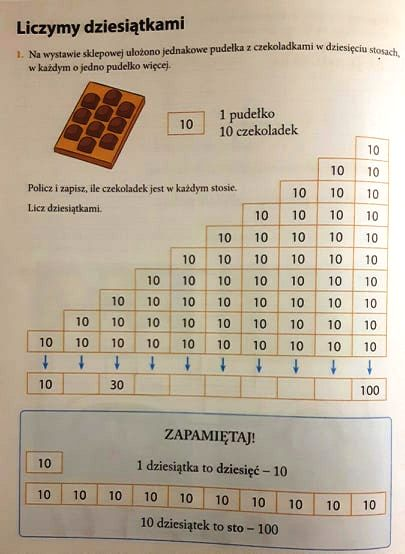 Liczymy dziesiątkami
1. Na wystawie sklepowej ułożono jednakowe pudełka z czekoladkami w dziesięciu stosach,
w każdym o jedno pudełko więcej.
10
1 pudełko
10 czekoladek
Policz i zapisz, ile czekoladek jest w każdym stosie.
Licz dziesiątkami.
10
10 10
10 10 10
10 10 10 10
10 10 10 10 10
10 10 10 10 10 10
10 10 10 10 10 10 10
10 10 10 10 10 10 10 10
10 10 10 10 10 10 10 10 10
10 10 10 10 10 10 10 10 10 10
10 30 100
ZAPAMIĘTAJ!
10 1 dziesiątka to dziesięć – 10
10 10 10 10 10 10 10 10 10 10
10 dziesiątek to sto – 100